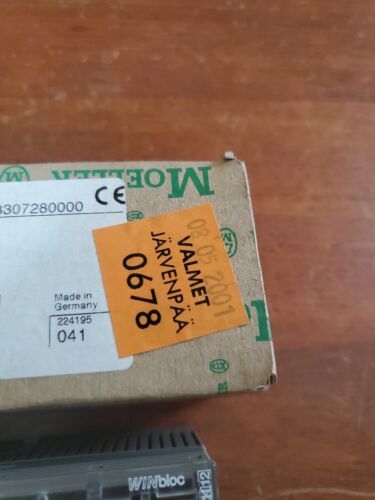 MOELLER
3307280000
CE
Made in
Germany
224195
041
08 05 2001
VALMET
JÄRVENPÄÄ
0678
WINbloc